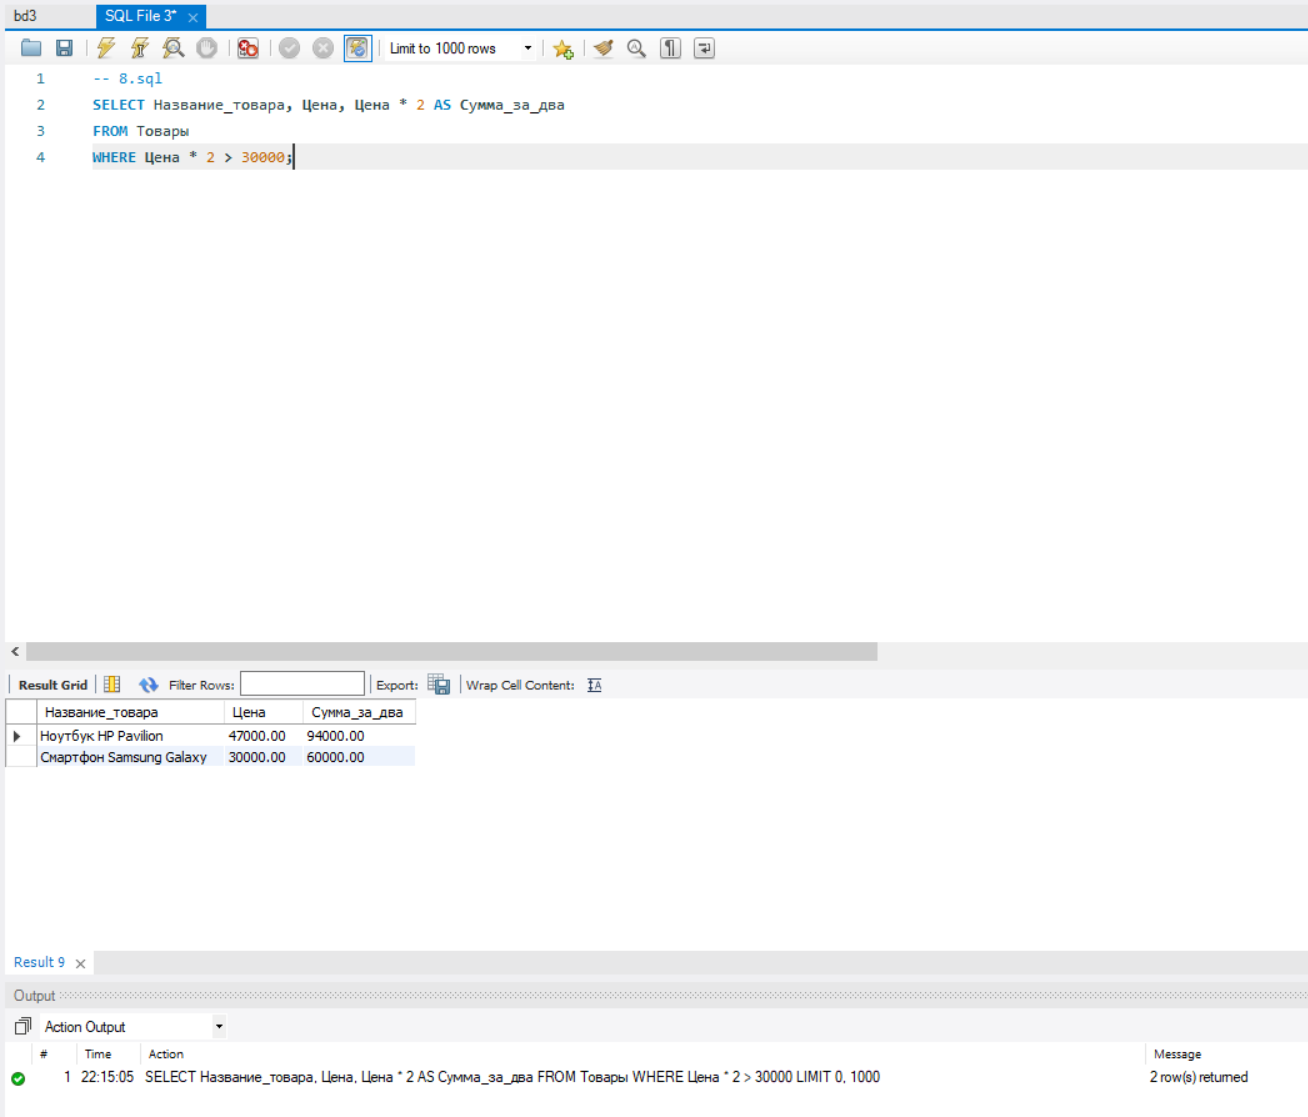 bd3 SQL File 3*
Limit to 1000 rows
1 -- 8.sql
2 SELECT Название_товара, Цена, Цена * 2 AS Сумма_за_два
3 FROM Товары
4 WHERE Цена * 2 > 30000;
Result Grid Filter Rows: Export: Wrap Cell Content:
Название_товара Цена Сумма_за_два
Ноутбук HP Pavilion 47000.00 94000.00
Смартфон Samsung Galaxy 30000.00 60000.00
Result 9
Output
Action Output
# Time Action Message
1 22:15:05 SELECT Название_товара, Цена, Цена * 2 AS Сумма_за_два FROM Товары WHERE Цена * 2 > 30000 LIMIT 0, 1000 2 row(s) returned